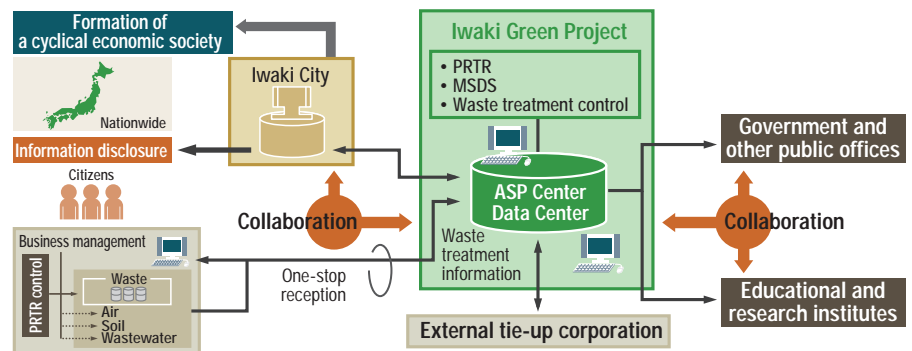 Formation of
a cyclical economic society
Nationwide
Information disclosure
Citizens
Iwaki City
Collaboration
Business management
PRTR control
Waste
Air
Soil
Wastewater
One-stop
reception
Iwaki Green Project
• PRTR
• MSDS
• Waste treatment control
ASP Center
Data Center
Waste
treatment
information
External tie-up corporation
Government and
other public offices
Collaboration
Educational and
research institutes